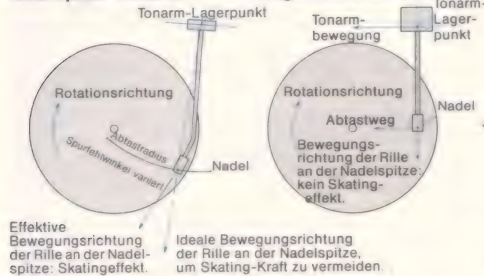 Tonarm-Lagerpunkt
Rotationsrichtung
Abtastradius
Spurfehlwinkel variiert
Nadel
Effektive
Bewegungsrichtung
der Rille an der Nadel-
spitze: Skatingeffekt.
Ideale Bewegungsrichtung
der Rille an der Nadelspitze,
um Skating-Kraft zu vermeiden.
Tonarm-
bewegung
Tonarm-
Lager-
punkt
Rotationsrichtung
Nadel
Abtastweg
Bewegungs-
richtung der Rille
an der Nadelspitze:
kein Skating-
effekt.